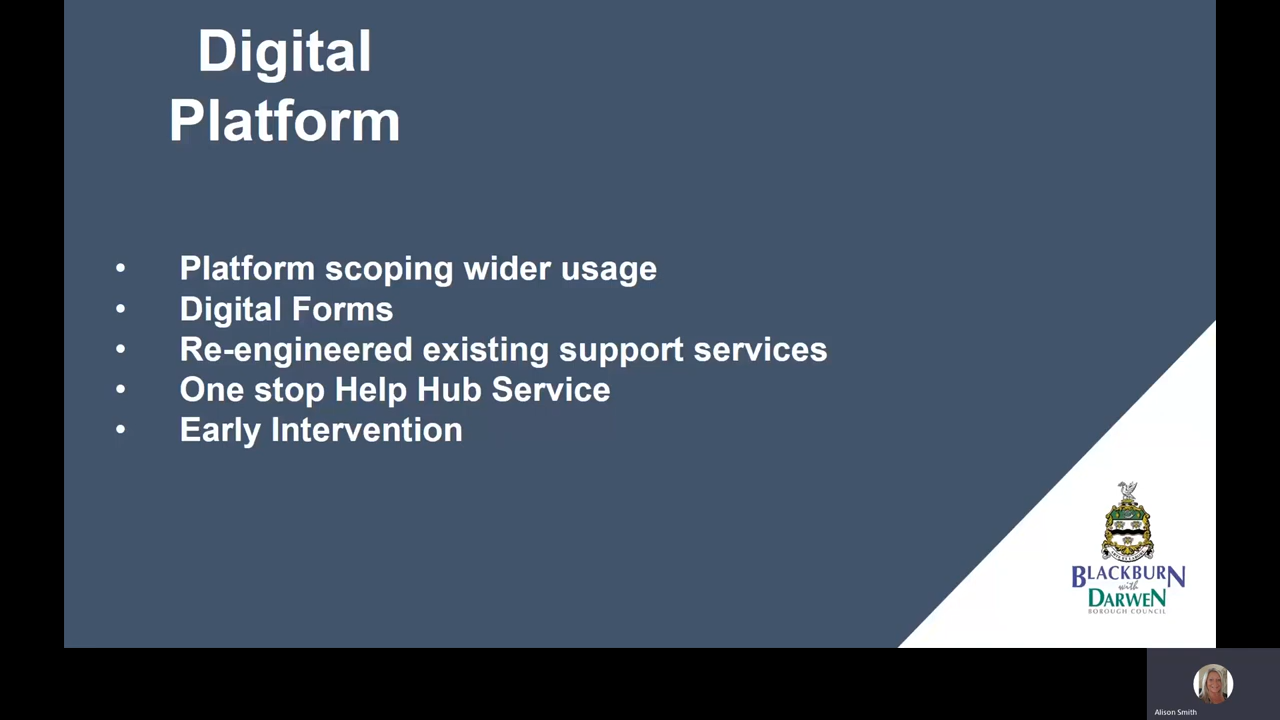 Digital
Platform
• Platform scoping wider usage
• Digital Forms
• Re-engineered existing support services
• One stop Help Hub Service
• Early Intervention
BLACKBURN
with
DARWEN
BOROUGH COUNCIL
Alison Smith